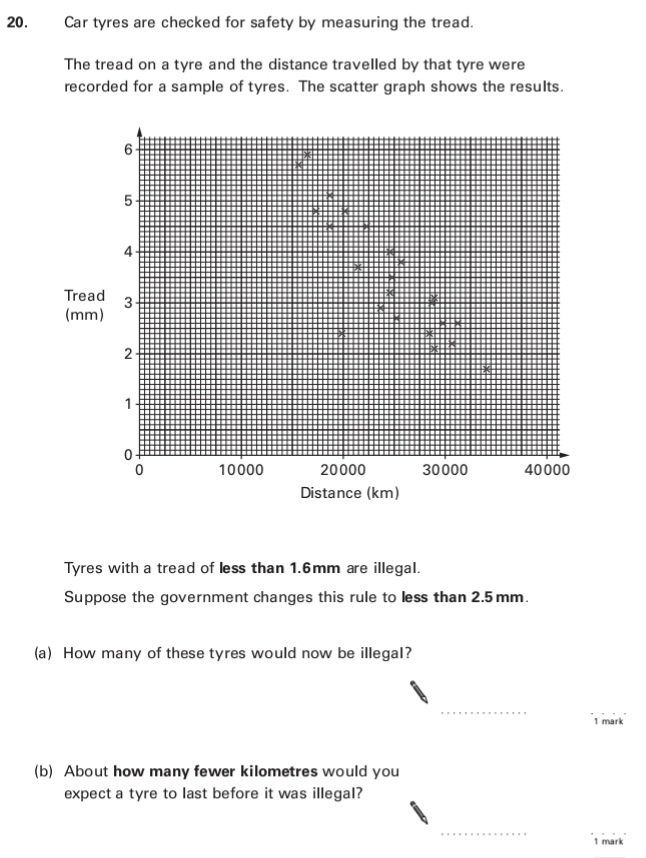 20. Car tyres are checked for safety by measuring the tread.
The tread on a tyre and the distance travelled by that tyre were
recorded for a sample of tyres. The scatter graph shows the results.
6
5
4
Tread
(mm)
3
2
1
0
0 10000 20000 30000 40000
Distance (km)
Tyres with a tread of less than 1.6mm are illegal.
Suppose the government changes this rule to less than 2.5mm.
(a) How many of these tyres would now be illegal?
1 mark
(b) About how many fewer kilometres would you
expect a tyre to last before it was illegal?
1 mark